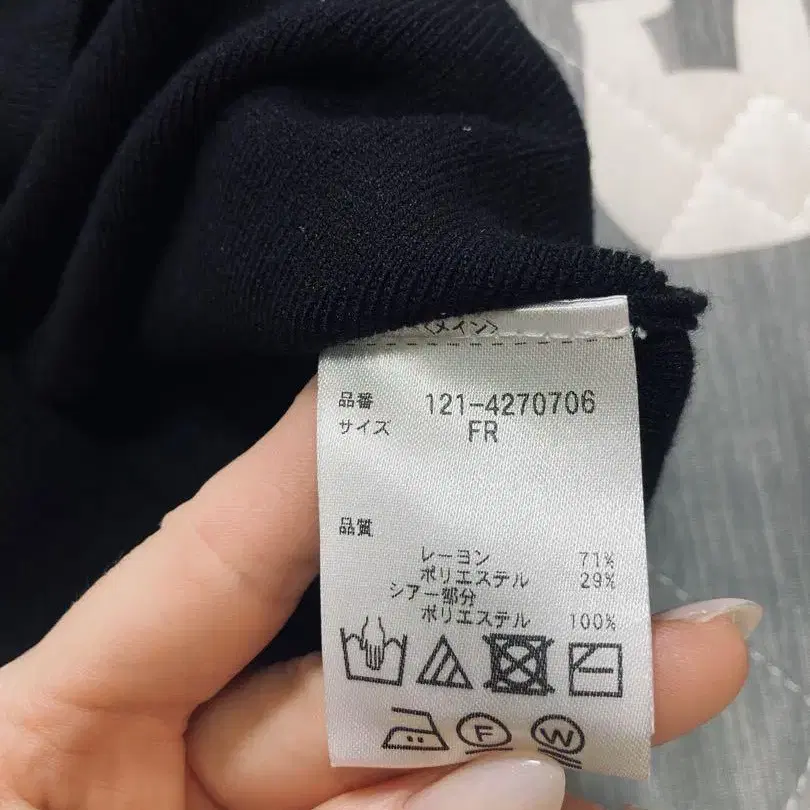 〈メイン〉
品番 121-4270706
サイズ FR
品質
レーヨン 71%
ポリエステル 29%
シアー部分
ポリエステル 100%
F W